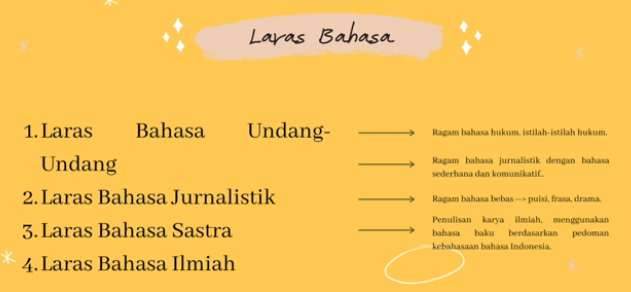 Laras Bahasa
1. Laras Bahasa Undang-
Undang
2. Laras Bahasa Jurnalistik
3. Laras Bahasa Sastra
4. Laras Bahasa Ilmiah
Ragam bahasa hukum, istilah-istilah hukum.
Ragam bahasa jurnalistik dengan bahasa
sederhana dan komunikatif..
Ragam bahasa bebas --> puisi, frasa, drama.
Penulisan karya ilmiah, menggunakan
bahasa baku berdasarkan pedoman
kebahasaan bahasa Indonesia.